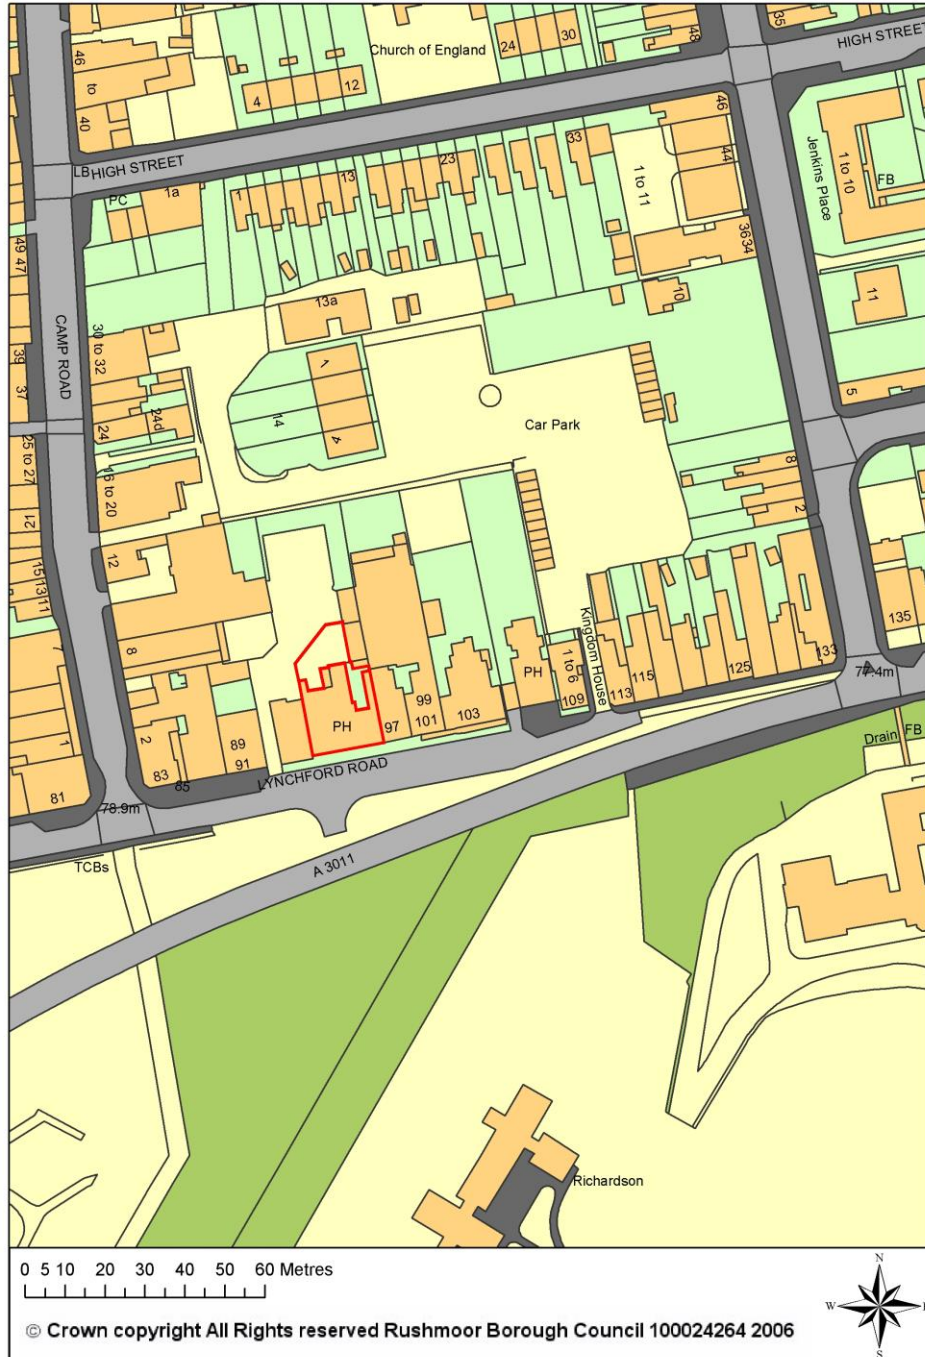 46
to
40
Church of England
4
12
24
30
48
35
HIGH STREET
LB
HIGH STREET
PC
1a
1
13
23
33
1 to 11
46
44
3634
Jenkins Place
1 to 10
FB
49 47
CAMP ROAD
39
37
30 to 32
24
24d
13a
1
4
14
10
11
5
Car Park
25 to 27
21
15
13
11
16 to 20
12
8
2
8
2
135
7
1
81
83
85
89
91
PH
97
99
101
103
PH
1 to 6
109
Kingdom House
113
115
125
133
77.4m
LYNCHFORD ROAD
78.9m
TCBs
A 3011
Drain
FB
Richardson
0 5 10 20 30 40 50 60 Metres
N
W
E
S
© Crown copyright All Rights reserved Rushmoor Borough Council 100024264 2006